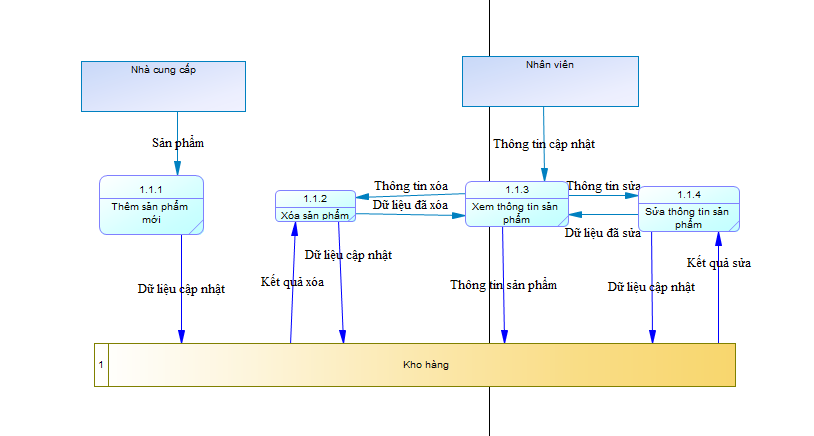 Nhà cung cấp
Nhân viên
Sản phẩm
Thông tin cập nhật
1.1.1
Thêm sản phẩm
mới
1.1.2
Xóa sản phẩm
Thông tin xóa
Dữ liệu đã xóa
1.1.3
Xem thông tin sản
phẩm
Thông tin sửa
Dữ liệu đã sửa
1.1.4
Sửa thông tin sản
phẩm
Dữ liệu cập nhật
Kết quả xóa
Dữ liệu cập nhật
Thông tin sản phẩm
Dữ liệu cập nhật
Kết quả sửa
1
Kho hàng